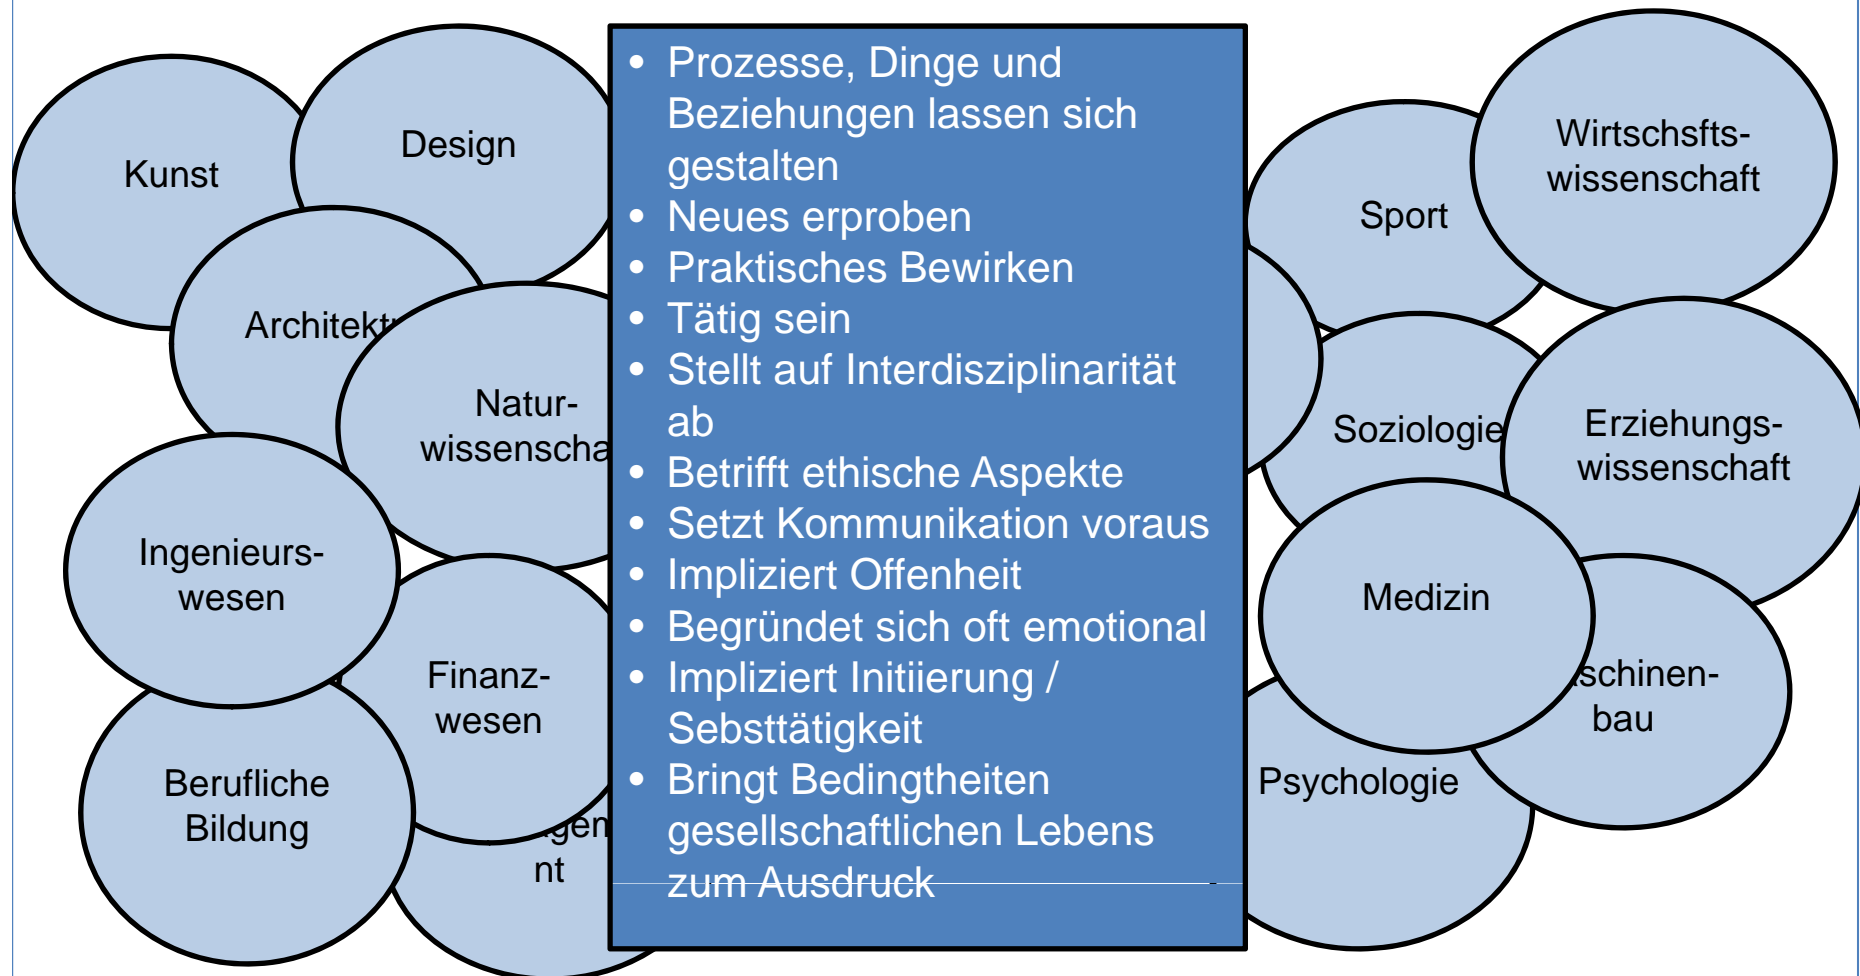 Kunst
Design
Architektu
Natur-
wissenscha
Ingenieurs-
wesen
Finanz-
wesen
Berufliche
Bildung
gem
nt
• Prozesse, Dinge und
Beziehungen lassen sich
gestalten
• Neues erproben
• Praktisches Bewirken
• Tätig sein
• Stellt auf Interdisziplinarität
ab
• Betrifft ethische Aspekte
• Setzt Kommunikation voraus
• Impliziert Offenheit
• Begründet sich oft emotional
• Impliziert Initiierung /
Sebsttätigkeit
• Bringt Bedingtheiten
gesellschaftlichen Lebens
zum Ausdruck
Sport
Wirtschsfts-
wissenschaft
Soziologie
Erziehungs-
wissenschaft
Medizin
schinen-
bau
Psychologie